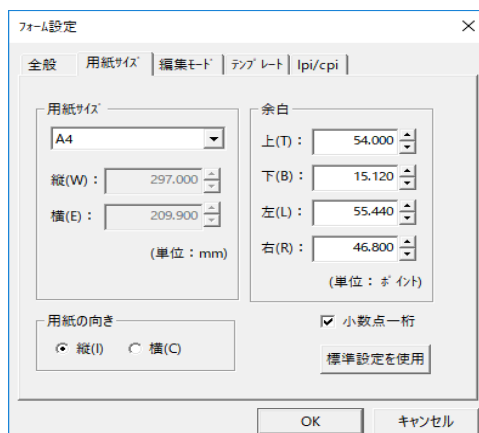 フォーム設定
全般 用紙ｻｲｽﾞ 編集ﾓｰﾄﾞ ﾃﾝﾌﾟﾚｰﾄ lpi/cpi
用紙ｻｲｽﾞ
A4
縦(W)： 297.000
横(E)： 209.900
(単位：mm)
余白
上(T)： 54.000
下(B)： 15.120
左(L)： 55.440
右(R)： 46.800
(単位：ﾎﾟｲﾝﾄ)
用紙の向き
縦(I) 横(C)
小数点一桁
標準設定を使用
OK キャンセル